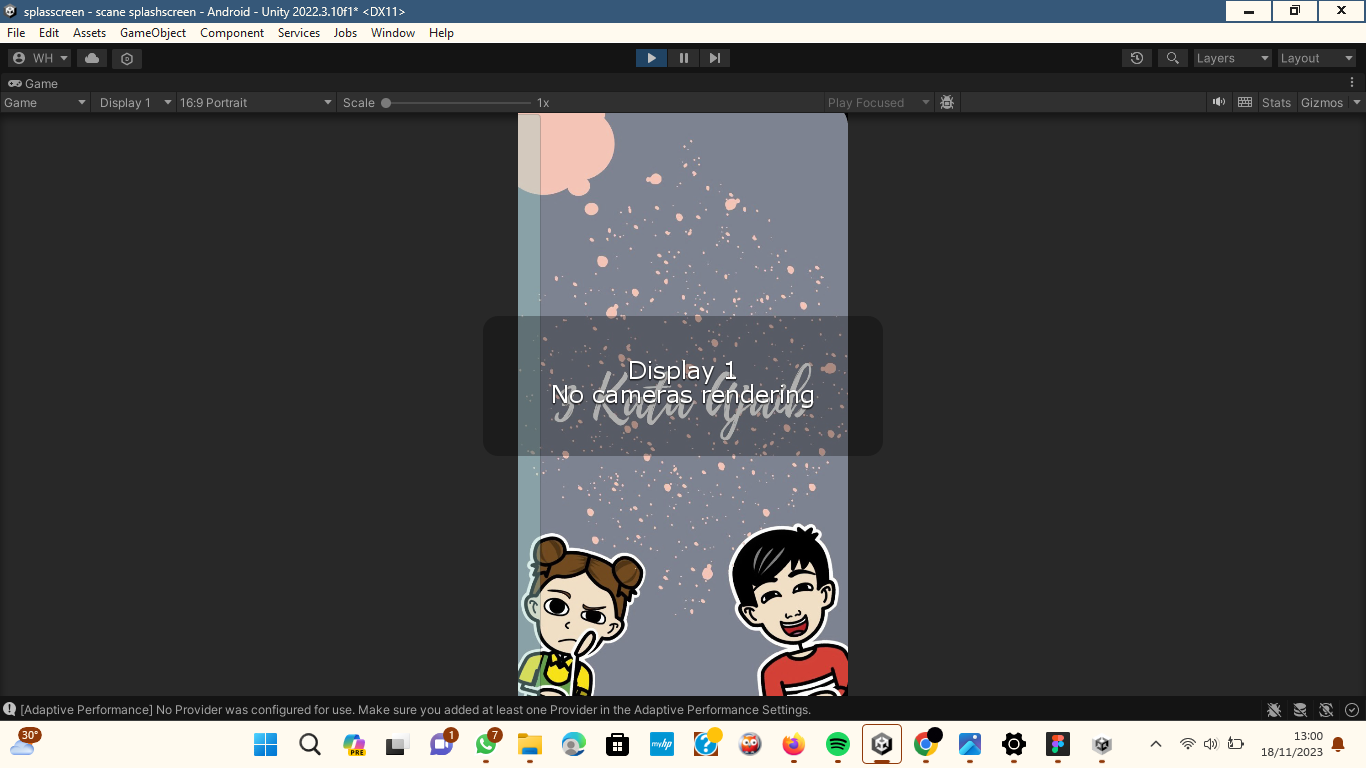 splasscreen - scane splashscreen - Android - Unity 2022.3.10f1* <DX11>
File Edit Assets GameObject Component Services Jobs Window Help
WH Layers Layout
Game
Game Display 1 16:9 Portrait Scale 1x Play Focused Stats Gizmos
Display 1
No cameras rendering
3 Kata Ajaib
[Adaptive Performance] No Provider was configured for use. Make sure you added at least one Provider in the Adaptive Performance Settings.
30° PRE 1 7 myhp 13:00
18/11/2023